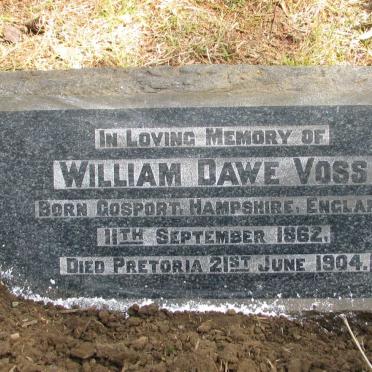 IN LOVING MEMORY OF
WILLIAM DAWE VOSS
BORN GOSPORT, HAMPSHIRE, ENGLA
11TH SEPTEMBER 1862,
DIED PRETORIA 21ST JUNE 1904.